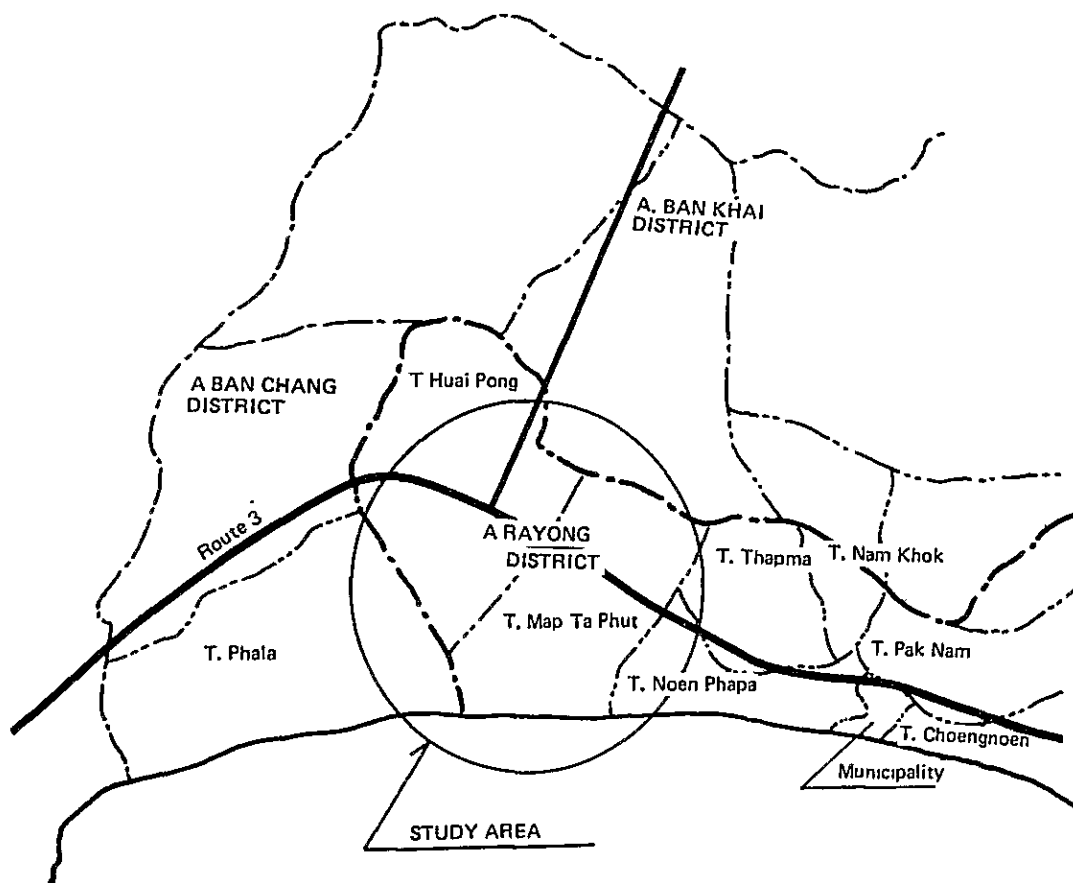 A. BAN KHAI
DISTRICT
A BAN CHANG
DISTRICT
T Huai Pong
Route 3
A RAYONG
DISTRICT
T. Thapma
T. Nam Khok
T. Map Ta Phut
T. Phala
T. Pak Nam
T. Noen Phapa
T. Choengnoen
Municipality
STUDY AREA